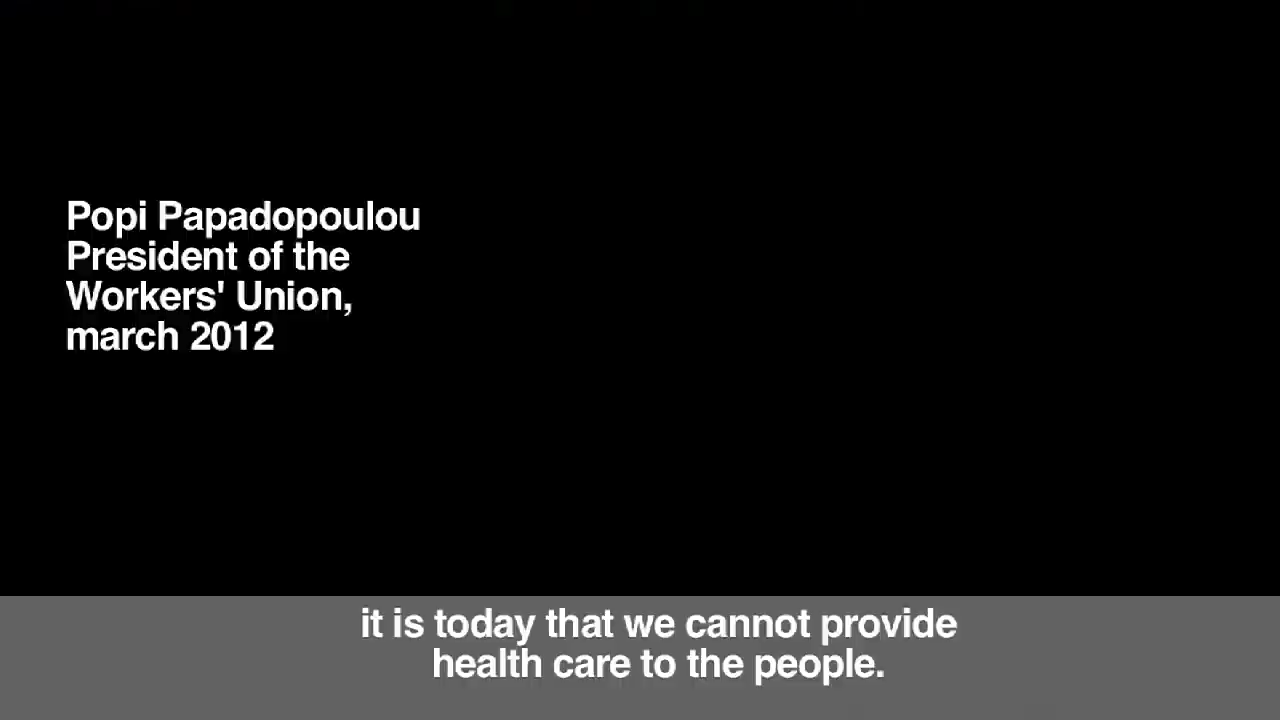 Popi Papadopoulou
President of the
Workers' Union,
march 2012
it is today that we cannot provide
health care to the people.